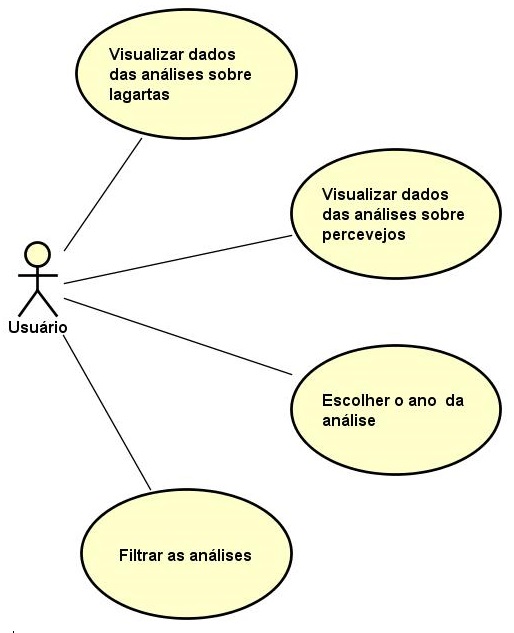 Visualizar dados
das análises sobre
lagartas
Visualizar dados
das análises sobre
percevejos
Usuário
Escolher o ano  da
análise
Filtrar as análises